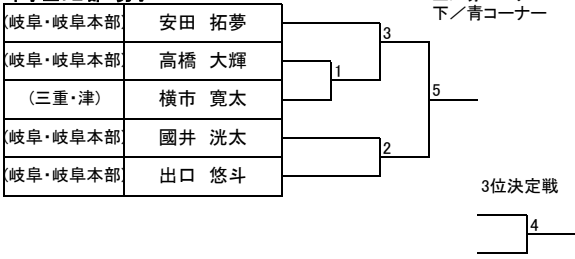 下／青コーナー
(岐阜・岐阜本部) 安田 拓夢
(岐阜・岐阜本部) 高橋 大輝
(三重・津) 横市 寛太
(岐阜・岐阜本部) 國井 洸太
(岐阜・岐阜本部) 出口 悠斗
3
1
5
2
3位決定戦
4